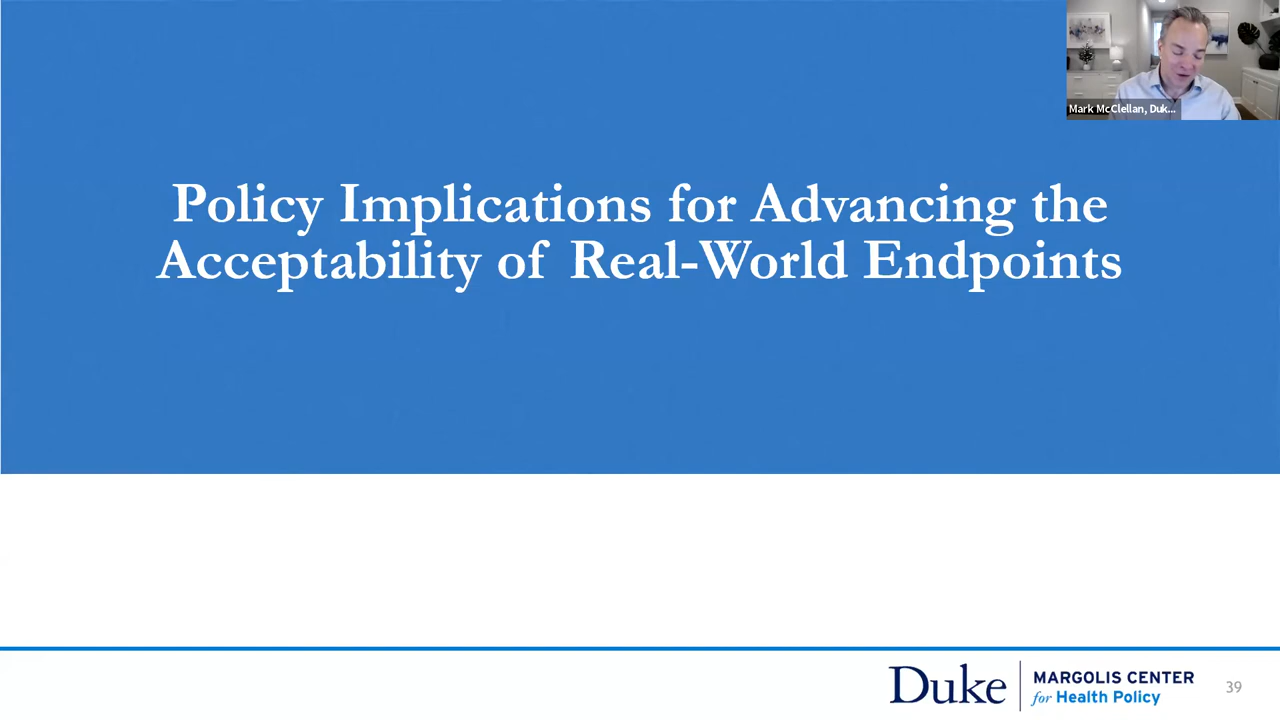 Mark McClellan, Duk...
Policy Implications for Advancing the
Acceptability of Real-World Endpoints
Duke
MARGOLIS CENTER
for Health Policy
39